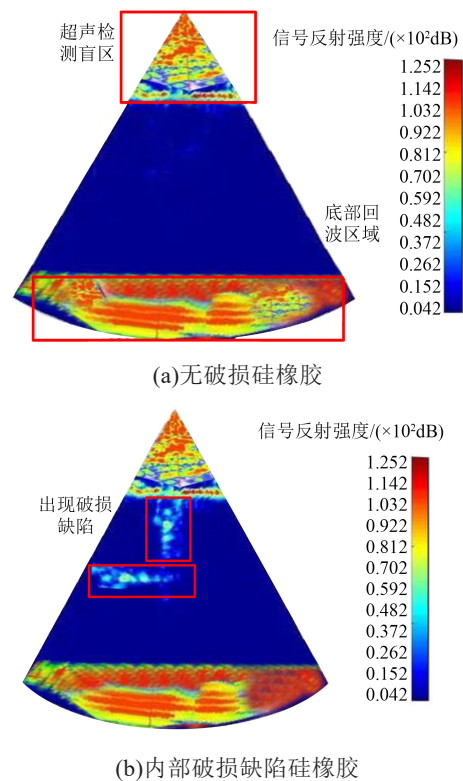 超声检
测盲区
信号反射强度/(×10²dB)
1.252
1.142
1.032
0.922
0.812
0.702
0.592
0.482
0.372
0.262
0.152
0.042
底部回
波区域
(a)无破损硅橡胶
信号反射强度/(×10²dB)
出现破损
缺陷
1.252
1.142
1.032
0.922
0.812
0.702
0.592
0.482
0.372
0.262
0.152
0.042
(b)内部破损缺陷硅橡胶